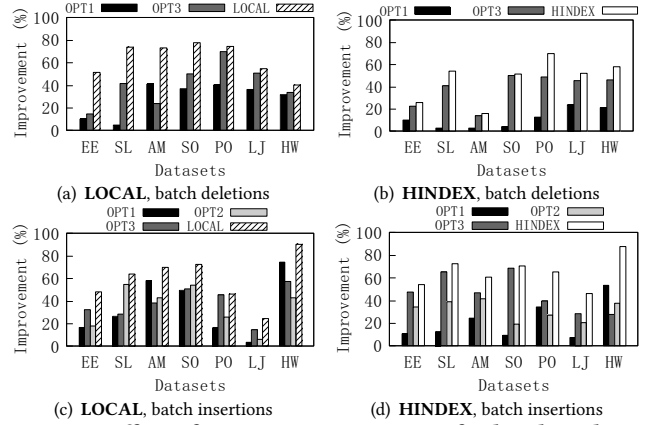 OPT1 OPT3 LOCAL
Improvement (%)
100
80
60
40
20
0
EE SL AM SO PO LJ HW
Datasets
(a) LOCAL, batch deletions
OPT1 OPT3 HINDEX
Improvement (%)
100
80
60
40
20
0
EE SL AM SO PO LJ HW
Datasets
(b) HINDEX, batch deletions
OPT1 OPT2
OPT3 LOCAL
Improvement (%)
100
80
60
40
20
0
EE SL AM SO PO LJ HW
Datasets
(c) LOCAL, batch insertions
OPT1 OPT2
OPT3 HINDEX
Improvement (%)
100
80
60
40
20
0
EE SL AM SO PO LJ HW
Datasets
(d) HINDEX, batch insertions